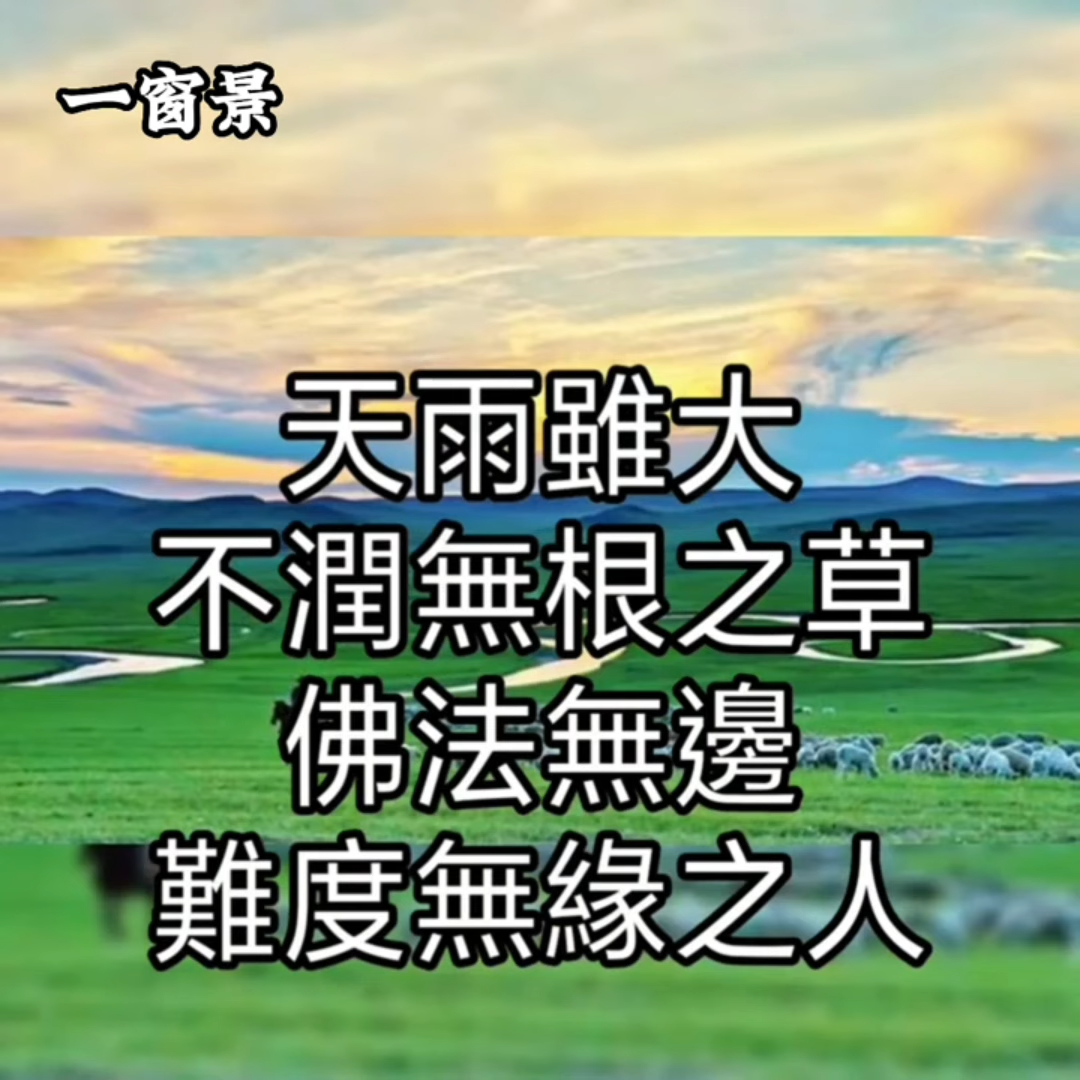 一窗景
天雨雖大
不潤無根之草
佛法無邊
難度無緣之人